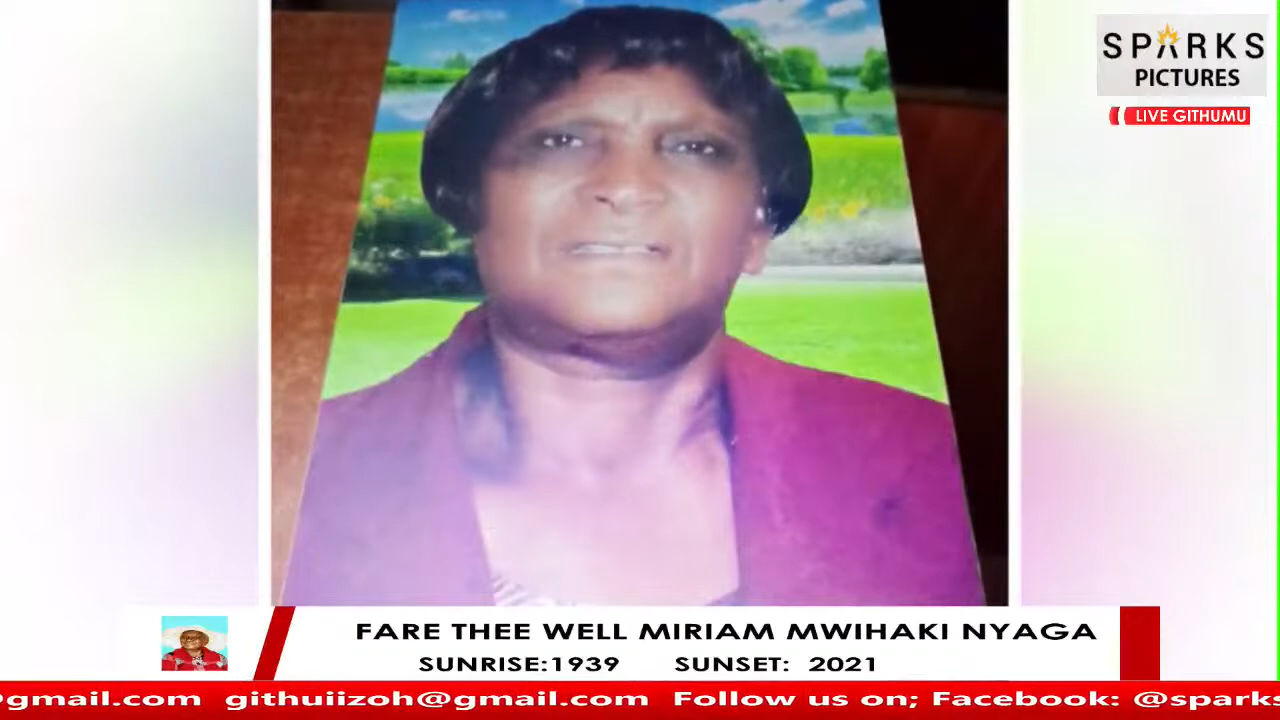 SPARKS
PICTURES
LIVE GITHUMU
FARE THEE WELL MIRIAM MWIHAKI NYAGA
SUNRISE:1939 SUNSET: 2021
@gmail.com githuiizoh@gmail.com Follow us on; Facebook: @sparks